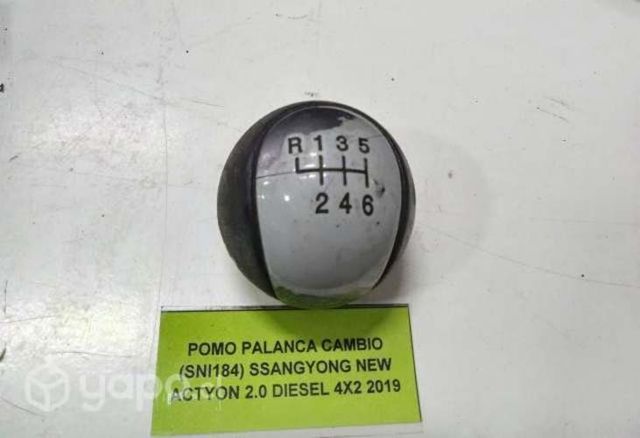 R 1 3 5
2 4 6
POMO PALANCA CAMBIO
(SNI184) SSANGYONG NEW
ACTYON 2.0 DIESEL 4X2 2019
yapo.cl